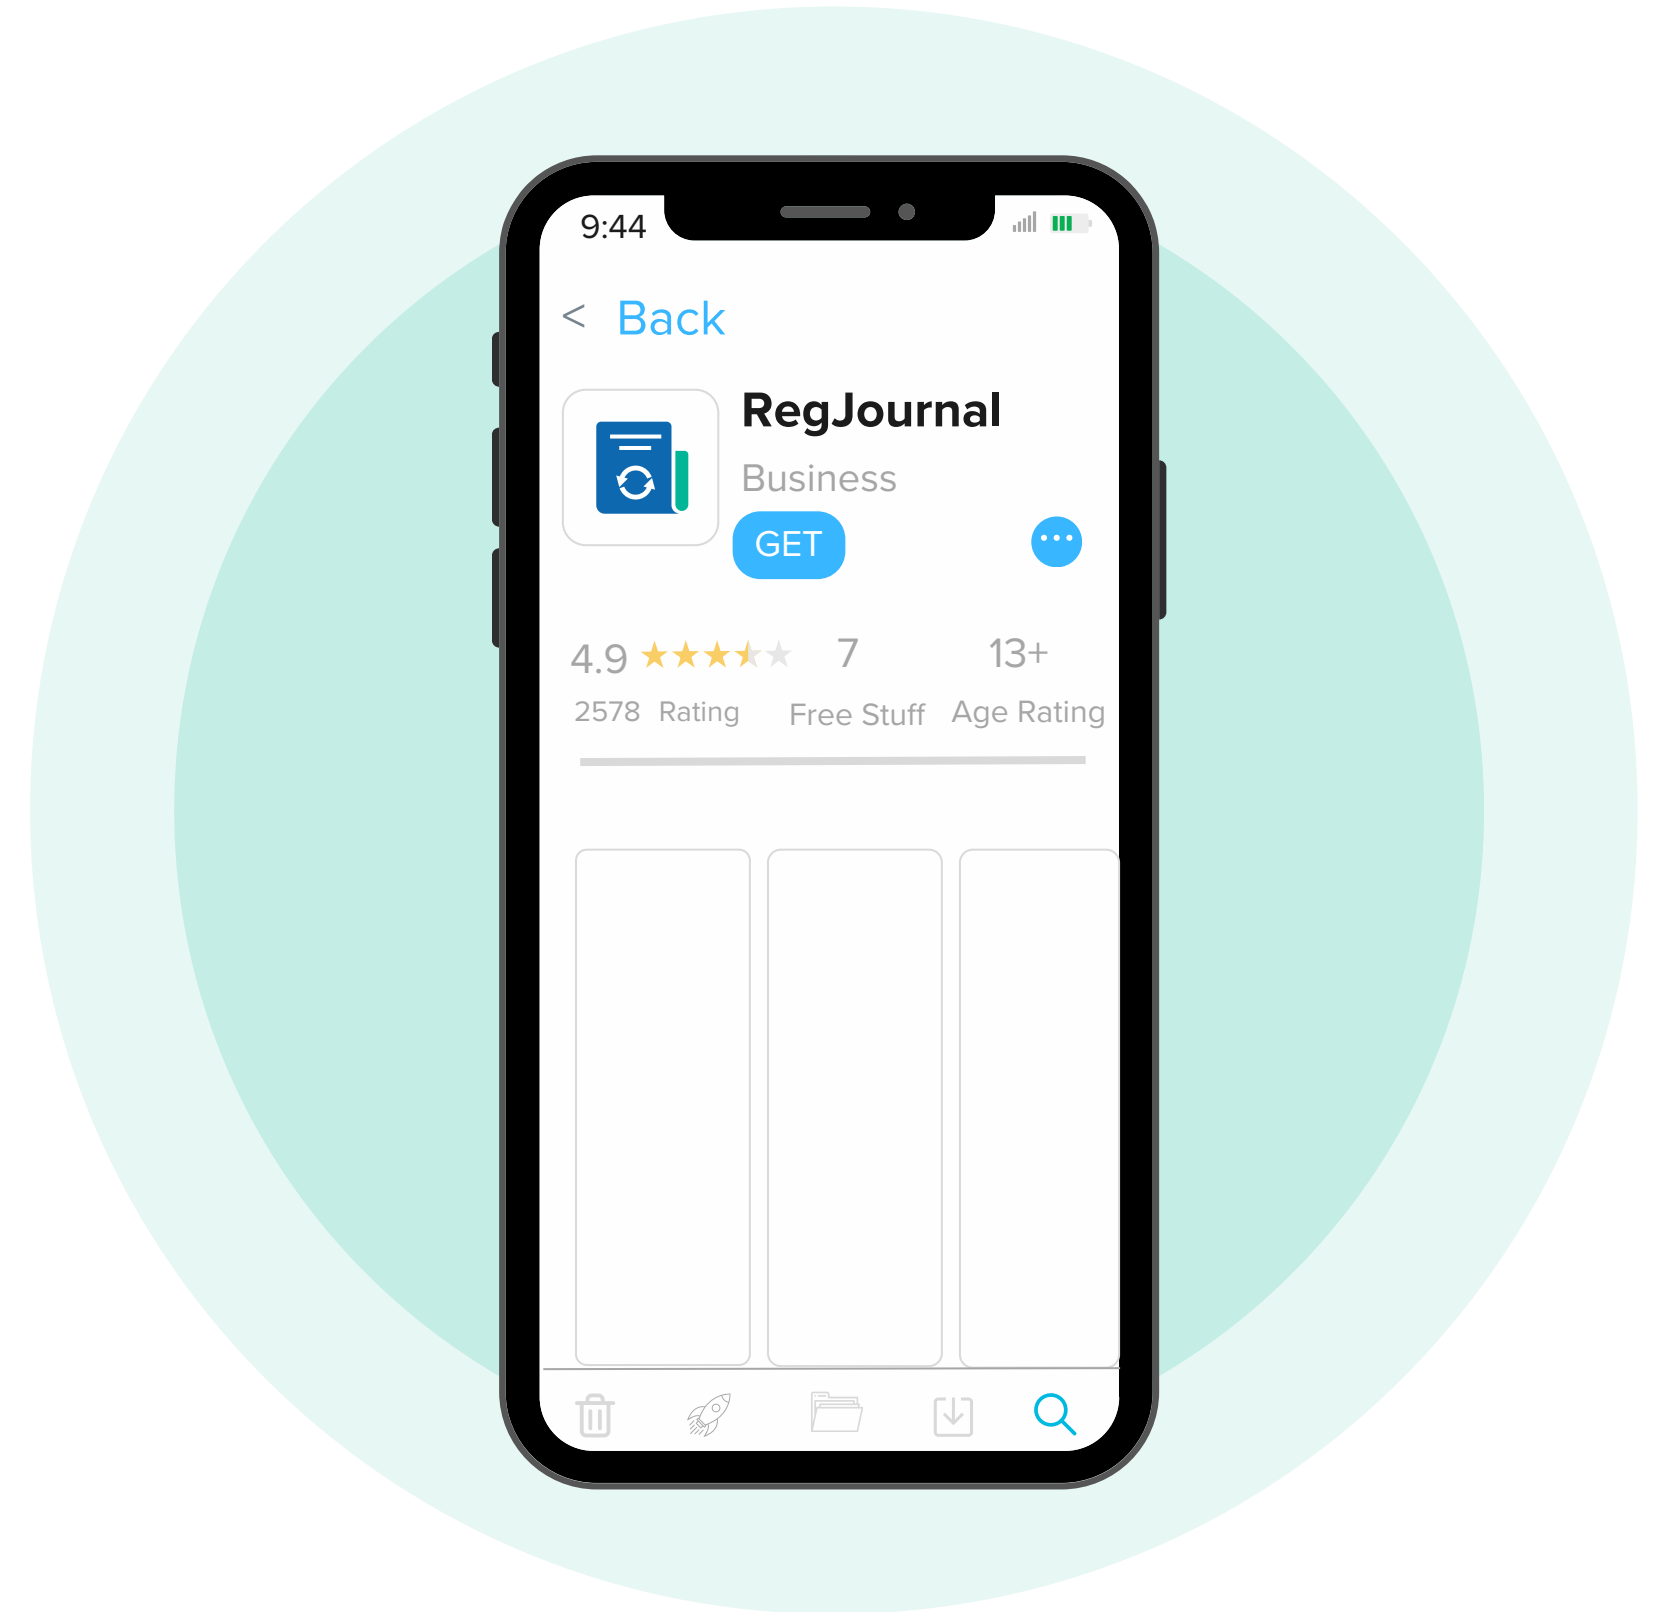 9:44
< Back
RegJournal
Business
GET
4.9 7 13+
2578 Rating Free Stuff Age Rating